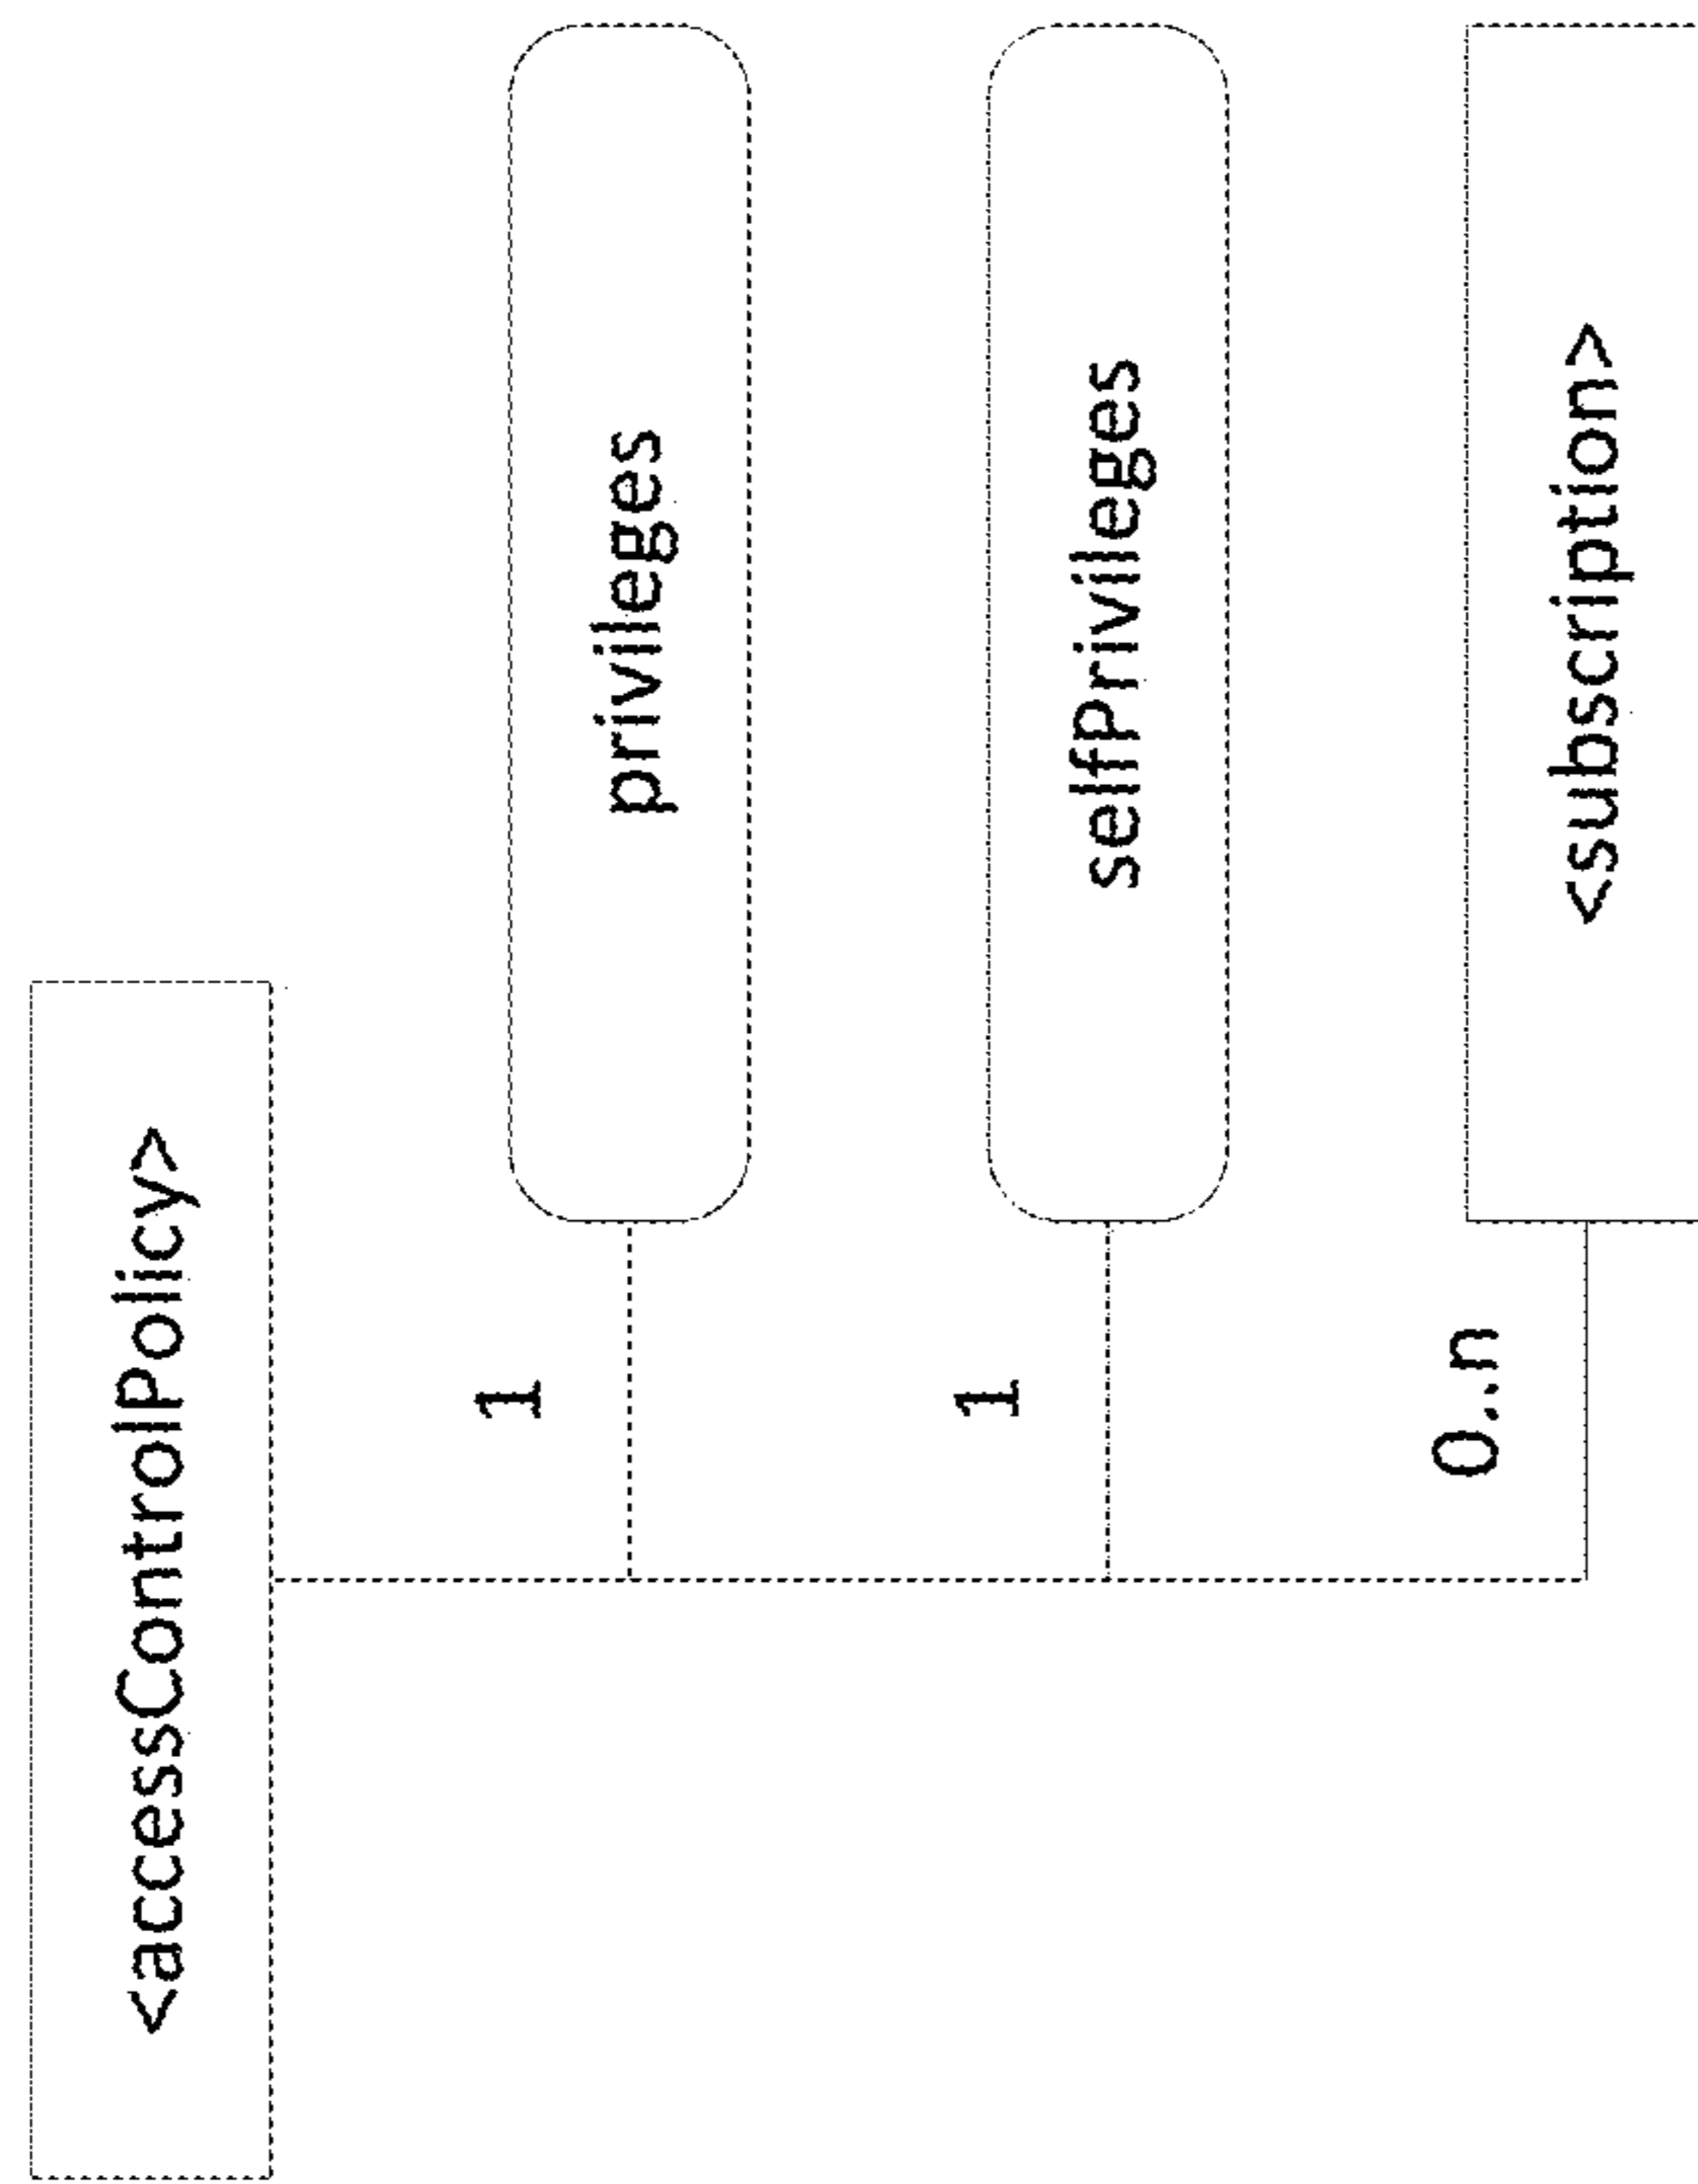 <accessControlPolicy>
1
privileges
1
selfPrivileges
0..n
<subscription>